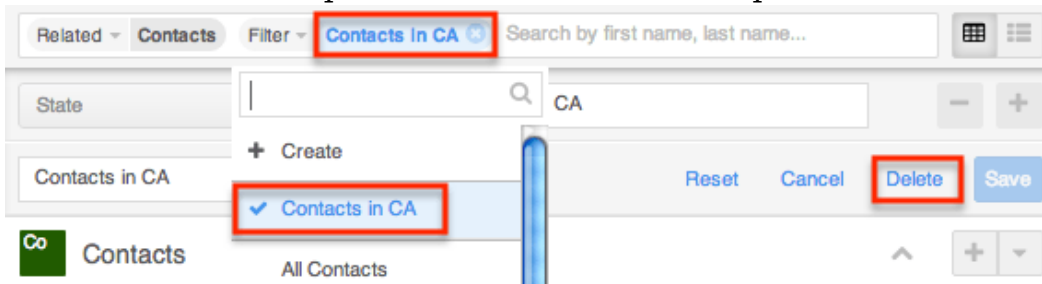 Related Contacts Filter Contacts In CA Search by first name, last name...
State CA
+ Create
Contacts in CA Reset Cancel Delete Save
Contacts in CA
Co Contacts
All Contacts